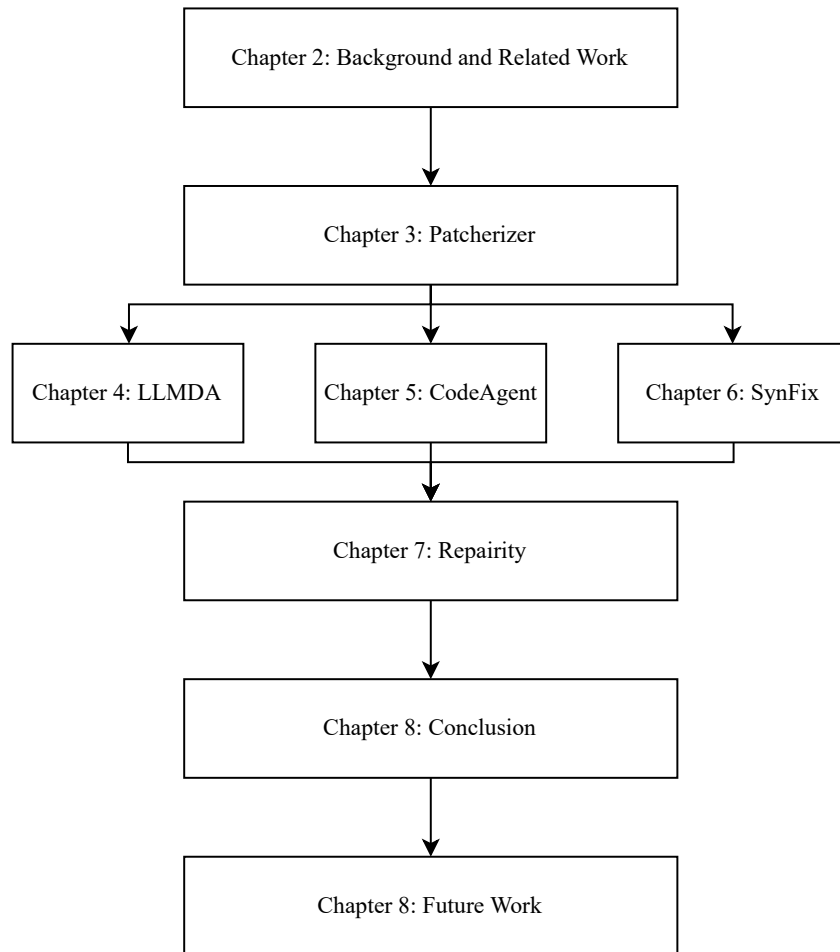 Chapter 2: Background and Related Work
Chapter 3: Patcherizer
Chapter 4: LLMDA
Chapter 5: CodeAgent
Chapter 6: SynFix
Chapter 7: Repairity
Chapter 8: Conclusion
Chapter 8: Future Work